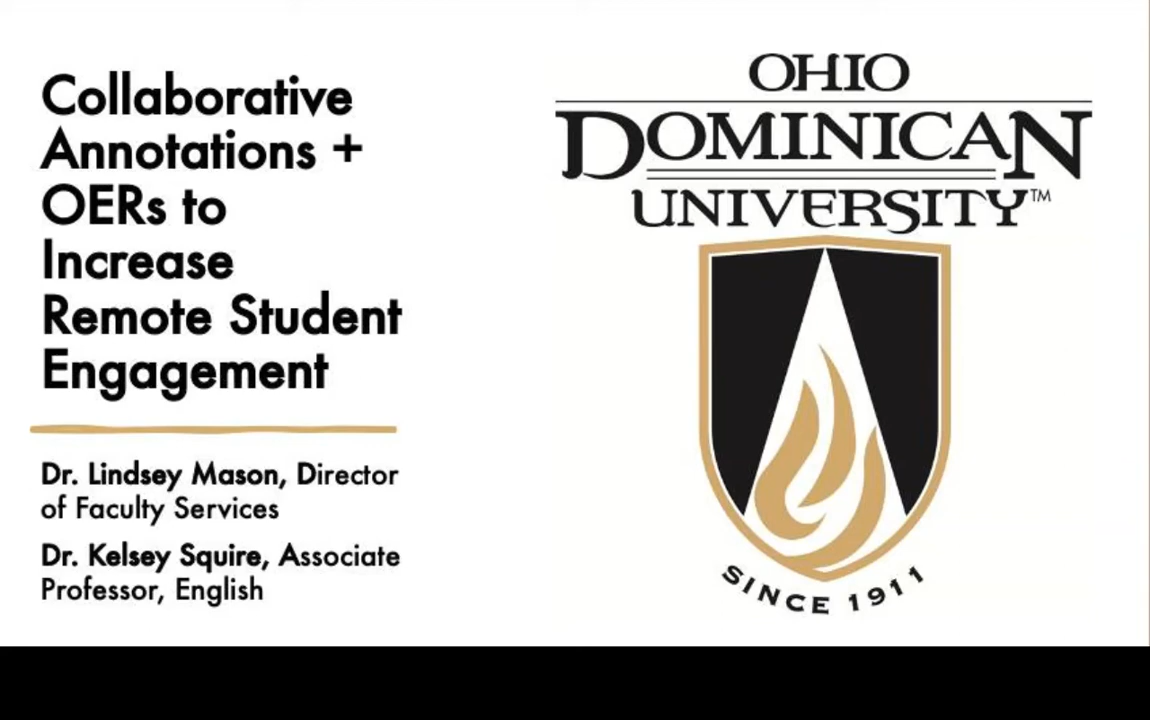 Collaborative
Annotations +
OERs to
Increase
Remote Student
Engagement
Dr. Lindsey Mason, Director
of Faculty Services
Dr. Kelsey Squire, Associate
Professor, English
OHIO
DOMINICAN
UNIVERSITY™
SINCE 1911